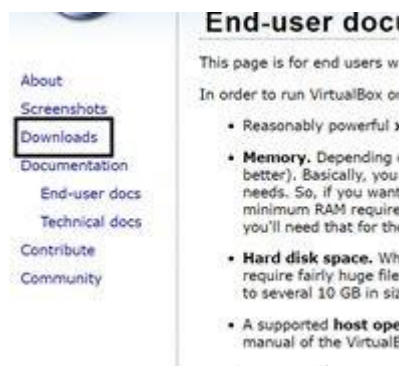 About
Screenshots
Downloads
Documentation
End-user docs
Technical docs
Contribute
Community
End-user docu
This page is for end users w
In order to run VirtualBox o
• Reasonably powerful x
• Memory. Depending
better). Basically, you
needs. So, if you want
minimum RAM require
you'll need that for the
• Hard disk space. Wh
require fairly huge file
to several 10 GB in siz
• A supported host ope
manual of the Virtual